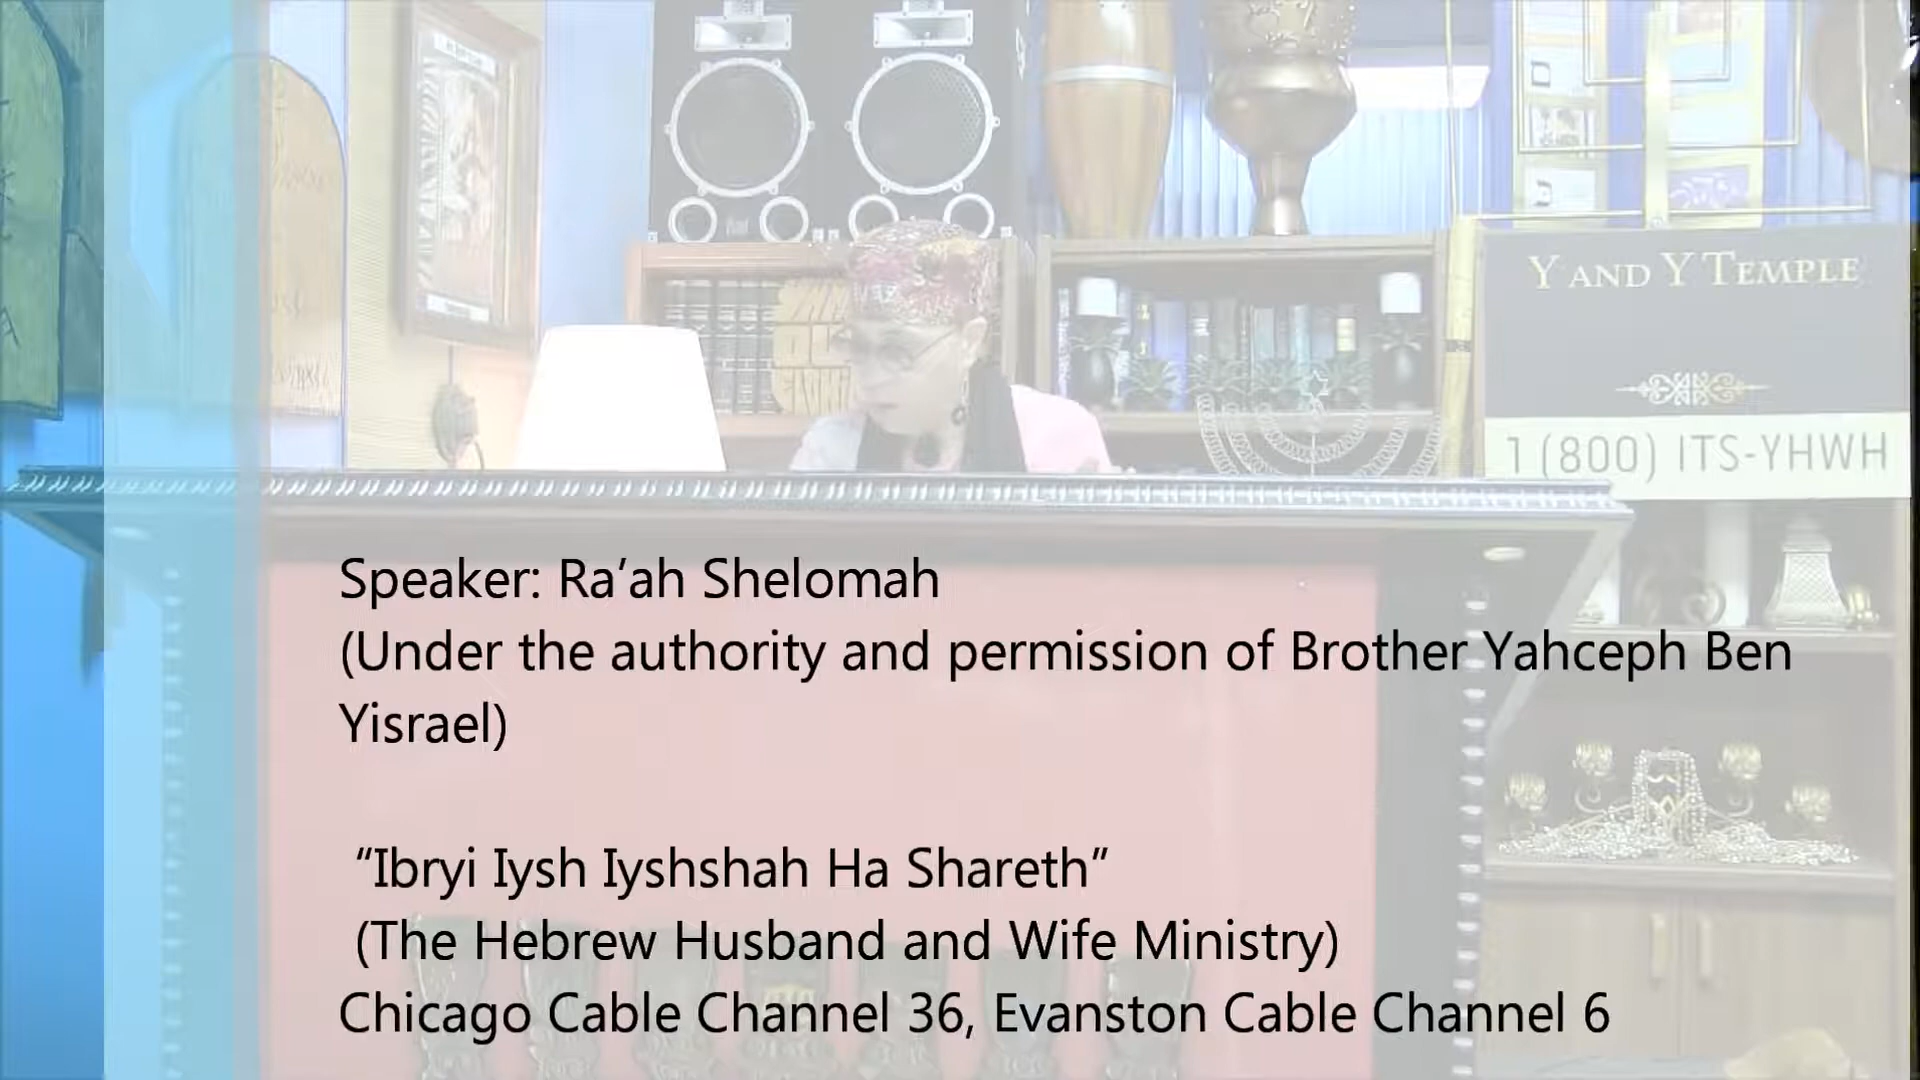 Y AND Y TEMPLE
1 (800) ITS-YHWH
Speaker: Ra’ah Shelomah
(Under the authority and permission of Brother Yahceph Ben
Yisrael)
“Ibryi Iysh Iyshshah Ha Shareth”
(The Hebrew Husband and Wife Ministry)
Chicago Cable Channel 36, Evanston Cable Channel 6